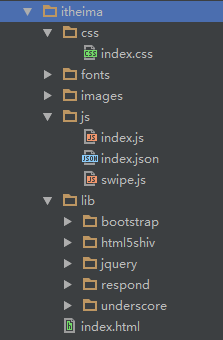 itheima
css
index.css
fonts
images
js
index.js
index.json
swipe.js
lib
bootstrap
html5shiv
jquery
respond
underscore
index.html